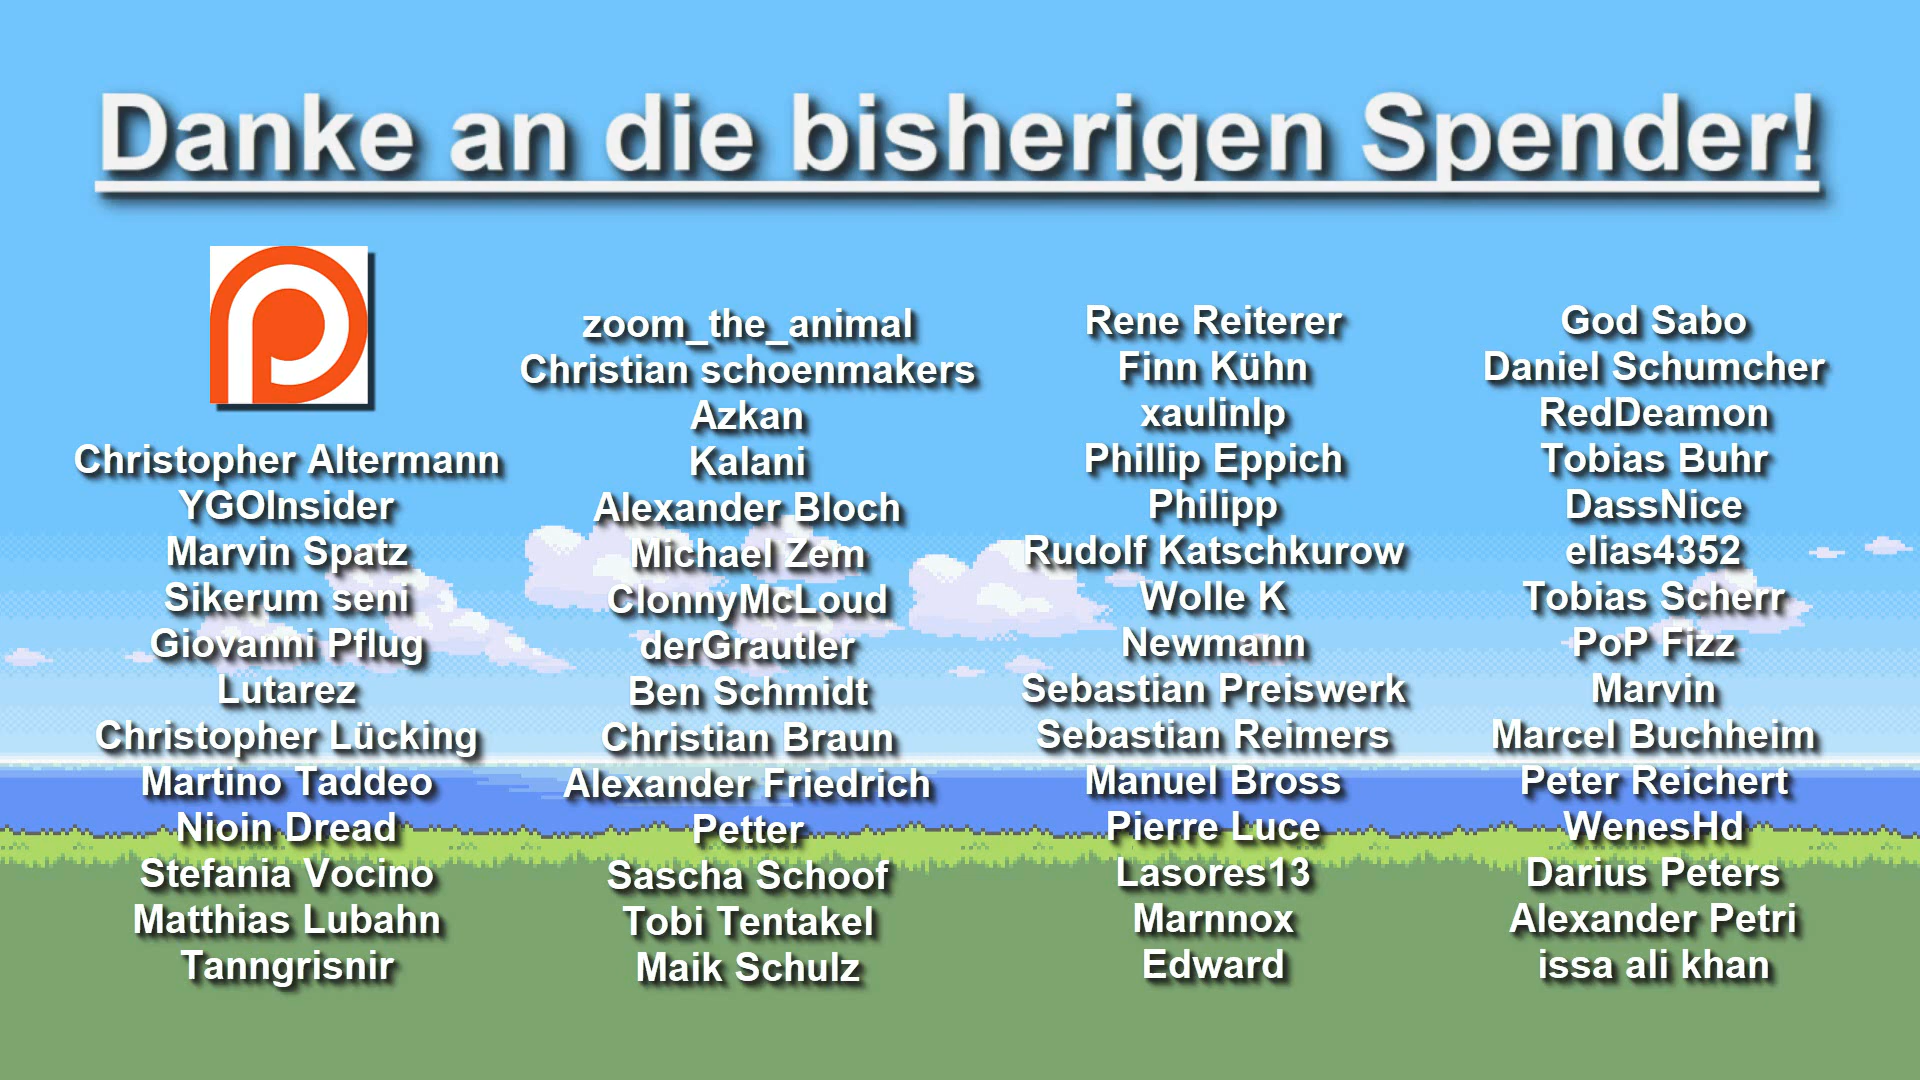 Danke an die bisherigen Spender!
Christopher Altermann
YGOInsider
Marvin Spatz
Sikerum seni
Giovanni Pflug
Lutarez
Christopher Lücking
Martino Taddeo
Nioin Dread
Stefania Vocino
Matthias Lubahn
Tanngrisnir
zoom_the_animal
Christian schoenmakers
Azkan
Kalani
Alexander Bloch
Michael Zem
ClonnyMcLoud
derGrautler
Ben Schmidt
Christian Braun
Alexander Friedrich
Petter
Sascha Schoof
Tobi Tentakel
Maik Schulz
Rene Reiterer
Finn Kühn
xaulinlp
Phillip Eppich
Philipp
Rudolf Katschkurow
Wolle K
Newmann
Sebastian Preiswerk
Sebastian Reimers
Manuel Bross
Pierre Luce
Lasores13
Marnnox
Edward
God Sabo
Daniel Schumcher
RedDeamon
Tobias Buhr
DassNice
elias4352
Tobias Scherr
PoP Fizz
Marvin
Marcel Buchheim
Peter Reichert
WenesHd
Darius Peters
Alexander Petri
issa ali khan